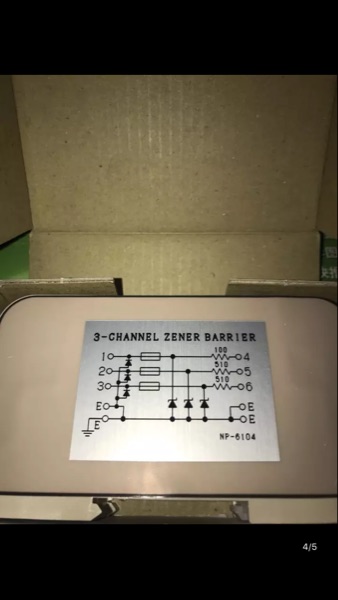 3-CHANNEL ZENER BARRIER
100
1 4
510
2 5
510
3 6
E E
E E
NP-6104
4/5